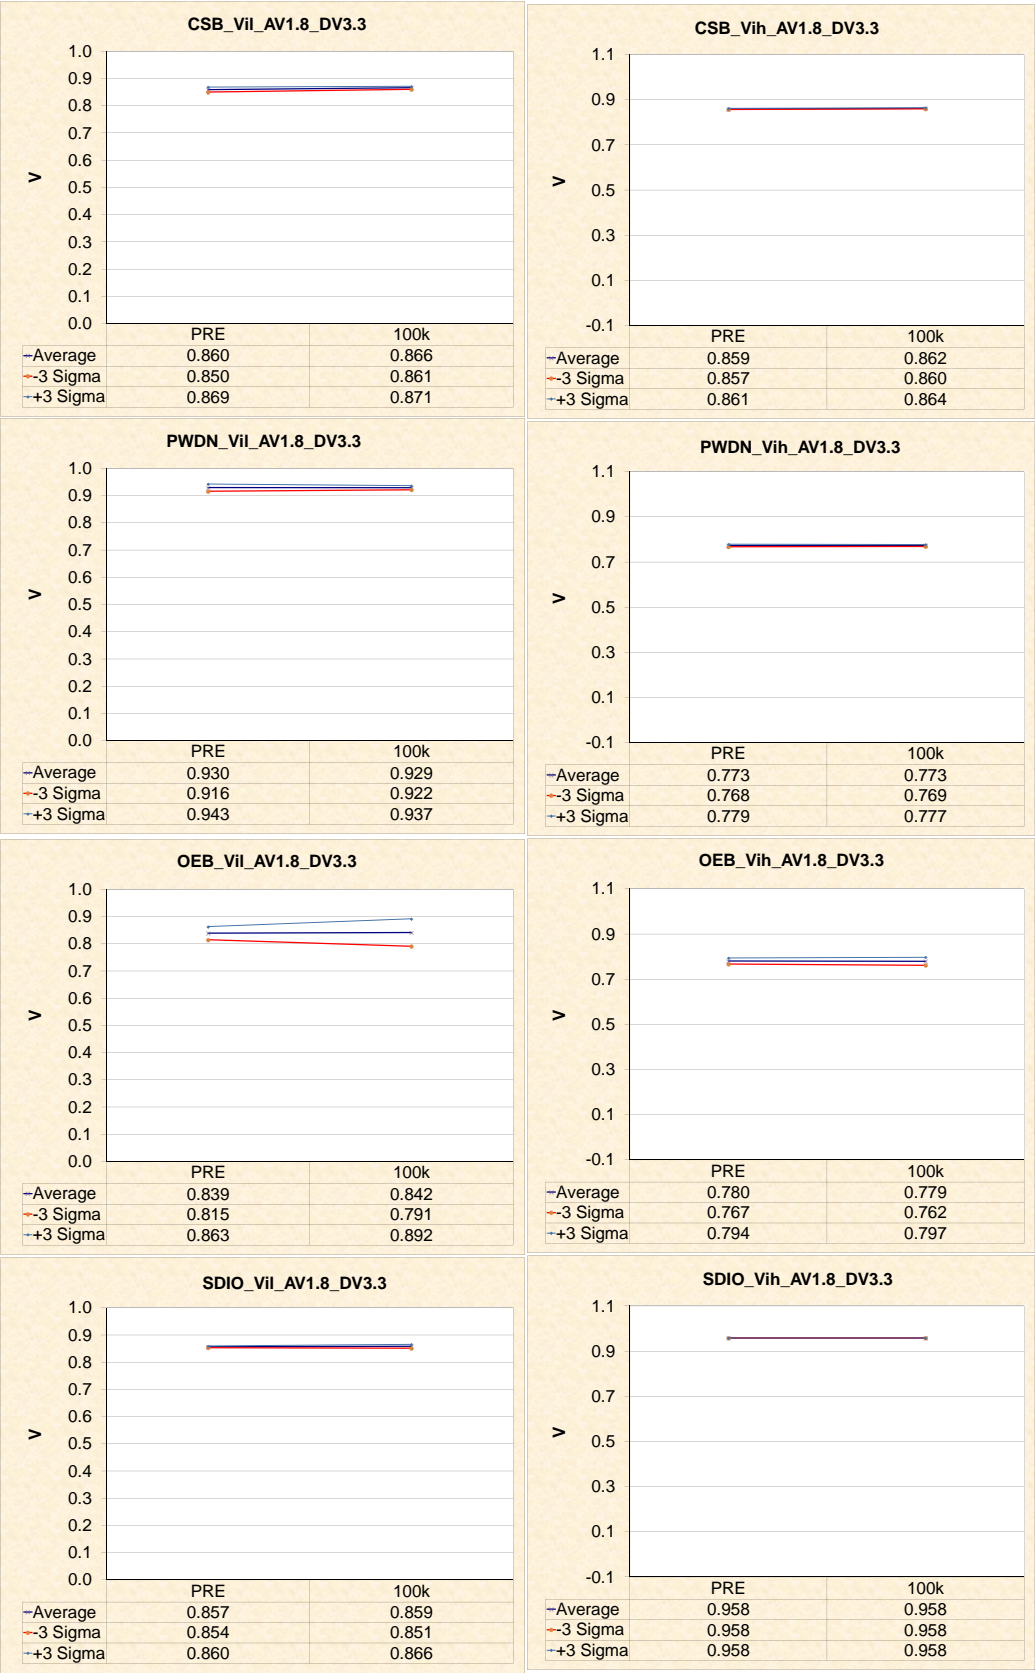 CSB_Vil_AV1.8_DV3.3
1.0
0.9
0.8
0.7
0.6
0.5
0.4
0.3
0.2
0.1
0.0
V
PRE 100k
Average 0.860 0.866
-3 Sigma 0.850 0.861
+3 Sigma 0.869 0.871
CSB_Vih_AV1.8_DV3.3
1.1
0.9
0.7
0.5
0.3
0.1
-0.1
V
PRE 100k
Average 0.859 0.862
-3 Sigma 0.857 0.860
+3 Sigma 0.861 0.864
PWDN_Vil_AV1.8_DV3.3
1.0
0.9
0.8
0.7
0.6
0.5
0.4
0.3
0.2
0.1
0.0
V
PRE 100k
Average 0.930 0.929
-3 Sigma 0.916 0.922
+3 Sigma 0.943 0.937
PWDN_Vih_AV1.8_DV3.3
1.1
0.9
0.7
0.5
0.3
0.1
-0.1
V
PRE 100k
Average 0.773 0.773
-3 Sigma 0.768 0.769
+3 Sigma 0.779 0.777
OEB_Vil_AV1.8_DV3.3
1.0
0.9
0.8
0.7
0.6
0.5
0.4
0.3
0.2
0.1
0.0
V
PRE 100k
Average 0.839 0.842
-3 Sigma 0.815 0.791
+3 Sigma 0.863 0.892
OEB_Vih_AV1.8_DV3.3
1.1
0.9
0.7
0.5
0.3
0.1
-0.1
V
PRE 100k
Average 0.780 0.779
-3 Sigma 0.767 0.762
+3 Sigma 0.794 0.797
SDIO_Vil_AV1.8_DV3.3
1.0
0.9
0.8
0.7
0.6
0.5
0.4
0.3
0.2
0.1
0.0
V
PRE 100k
Average 0.857 0.859
-3 Sigma 0.854 0.851
+3 Sigma 0.860 0.866
SDIO_Vih_AV1.8_DV3.3
1.1
0.9
0.7
0.5
0.3
0.1
-0.1
V
PRE 100k
Average 0.958 0.958
-3 Sigma 0.958 0.958
+3 Sigma 0.958 0.958